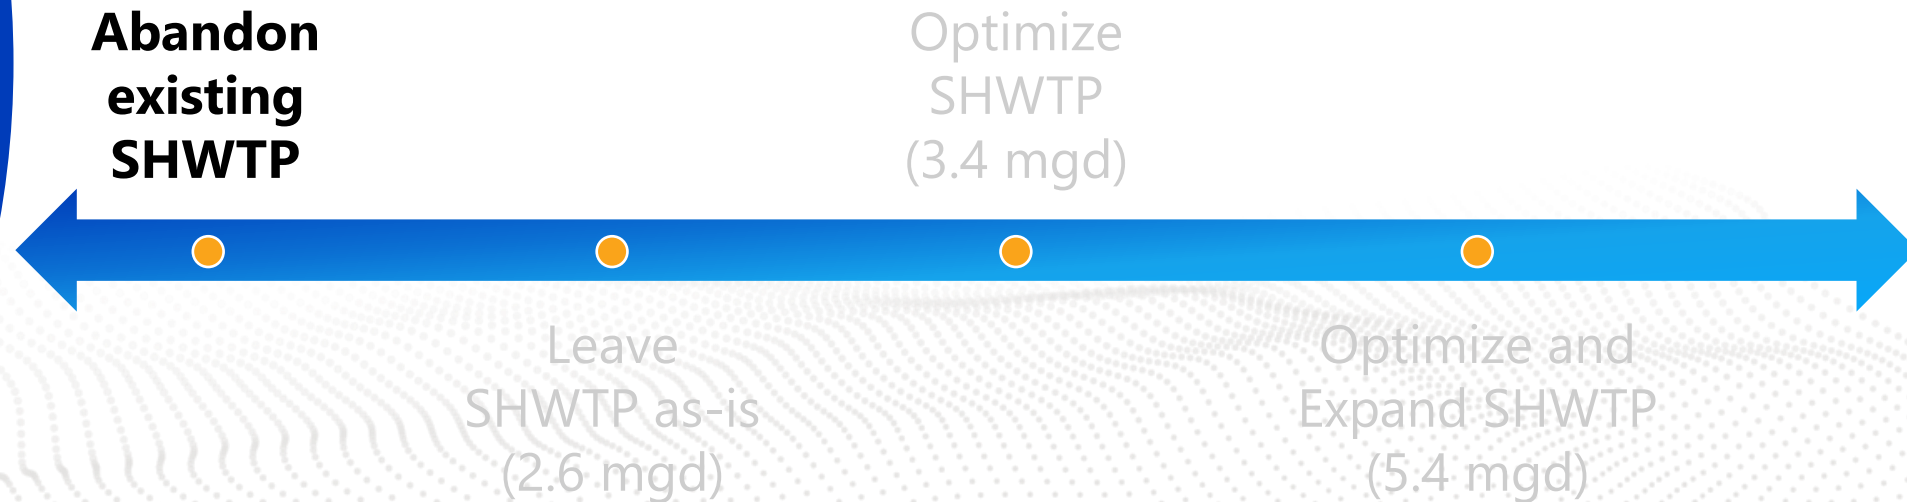 Abandon
existing
SHWTP
Leave
SHWTP as-is
(2.6 mgd)
Optimize
SHWTP
(3.4 mgd)
Optimize and
Expand SHWTP
(5.4 mgd)